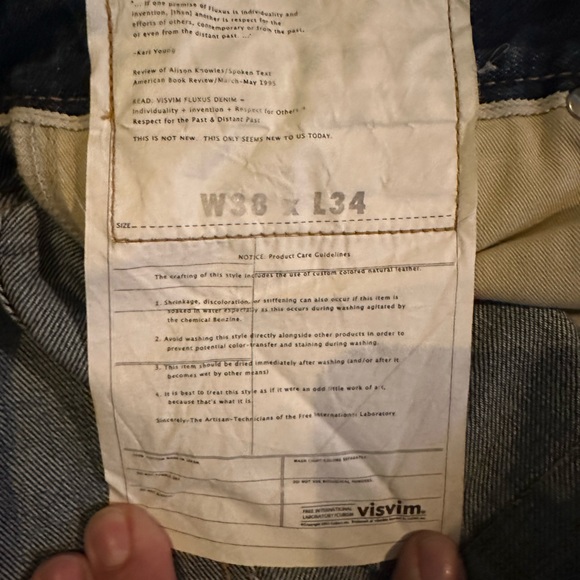 "... If one premise of Fluxus is individuality and
invention, [then] another is respect for the
efforts of others, contemporary or from the past,
or even from the distant past. .../"
-Karl Young
Review of Alison Knowles/Spoken Text
American Book Review/March-May 1995
READ: VISVIM FLUXUS DENIM =
Individuality + Invention + Respect for Others "
Respect for the Past & Distant Past
THIS IS NOT NEW. THIS ONLY SEEMS NEW TO US TODAY.
W38 x L34
SIZE
NOTICE: Product Care Guidelines
The crafting of this style includes the use of custom colored natural leather.
1. Shrinkage, discoloration, or stiffening can also occur if this item is
soaked in water especially as this occurs during washing agitated by
the chemical Benzine.
2. Avoid washing this style directly alongside other products in order to
prevent potential color-transfer and staining during washing.
3. This item should be dried immediately after washing (and/or after it
becomes wet by other means)
4. It is best to treat this style as if it were an odd little work of art,
because that's what it is.
Sincerely-The Artisan-Technicians of the Free International Laboratory
WASH LIGHT COLORS SEPARATELY
FREE INTERNATIONAL
LABORATORY/CUBISM
visvim